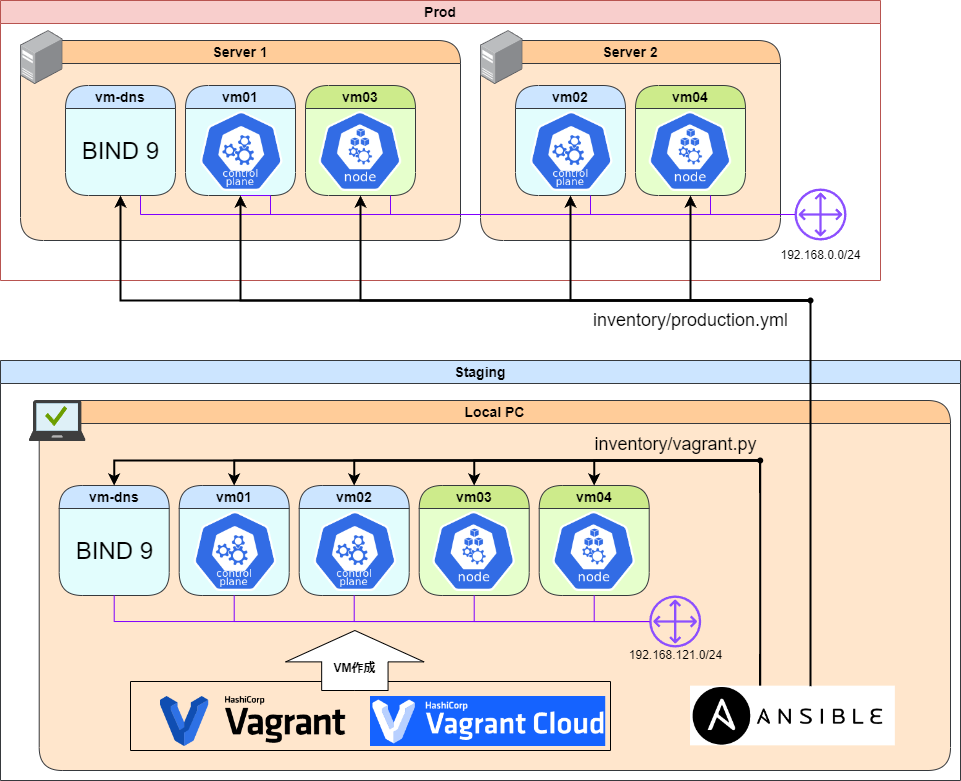 Prod
Server 1
Server 2
vm-dns
vm01
vm03
vm02
vm04
BIND 9
control
plane
node
control
plane
node
192.168.0.0/24
inventory/production.yml
Staging
Local PC
inventory/vagrant.py
vm-dns
vm01
vm02
vm03
vm04
BIND 9
control
plane
control
plane
node
node
192.168.121.0/24
VM作成
HashiCorp
Vagrant
HashiCorp
Vagrant Cloud
ANSIBLE